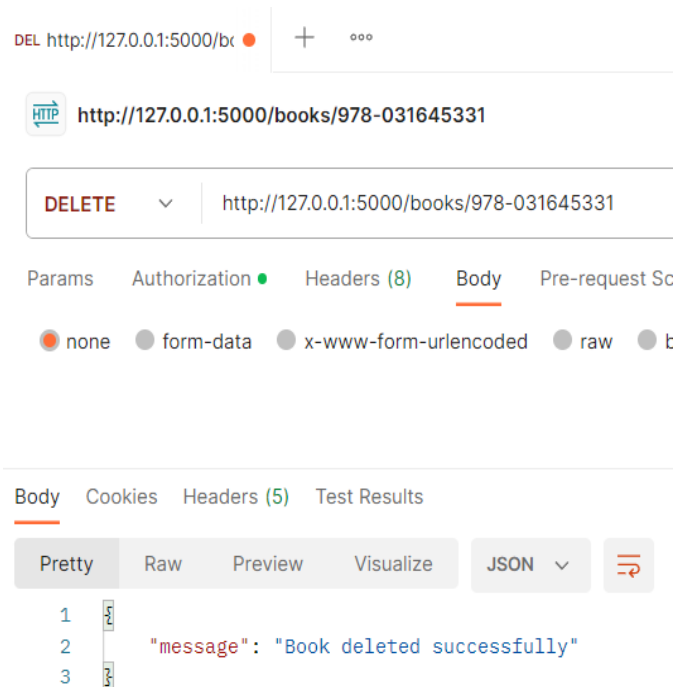 DEL http://127.0.0.1:5000/bc
HTTP http://127.0.0.1:5000/books/978-031645331
DELETE http://127.0.0.1:5000/books/978-031645331
Params Authorization Headers (8) Body Pre-request Sc
none form-data x-www-form-urlencoded raw b
Body Cookies Headers (5) Test Results
Pretty Raw Preview Visualize JSON
1 {
2 "message": "Book deleted successfully"
3 }